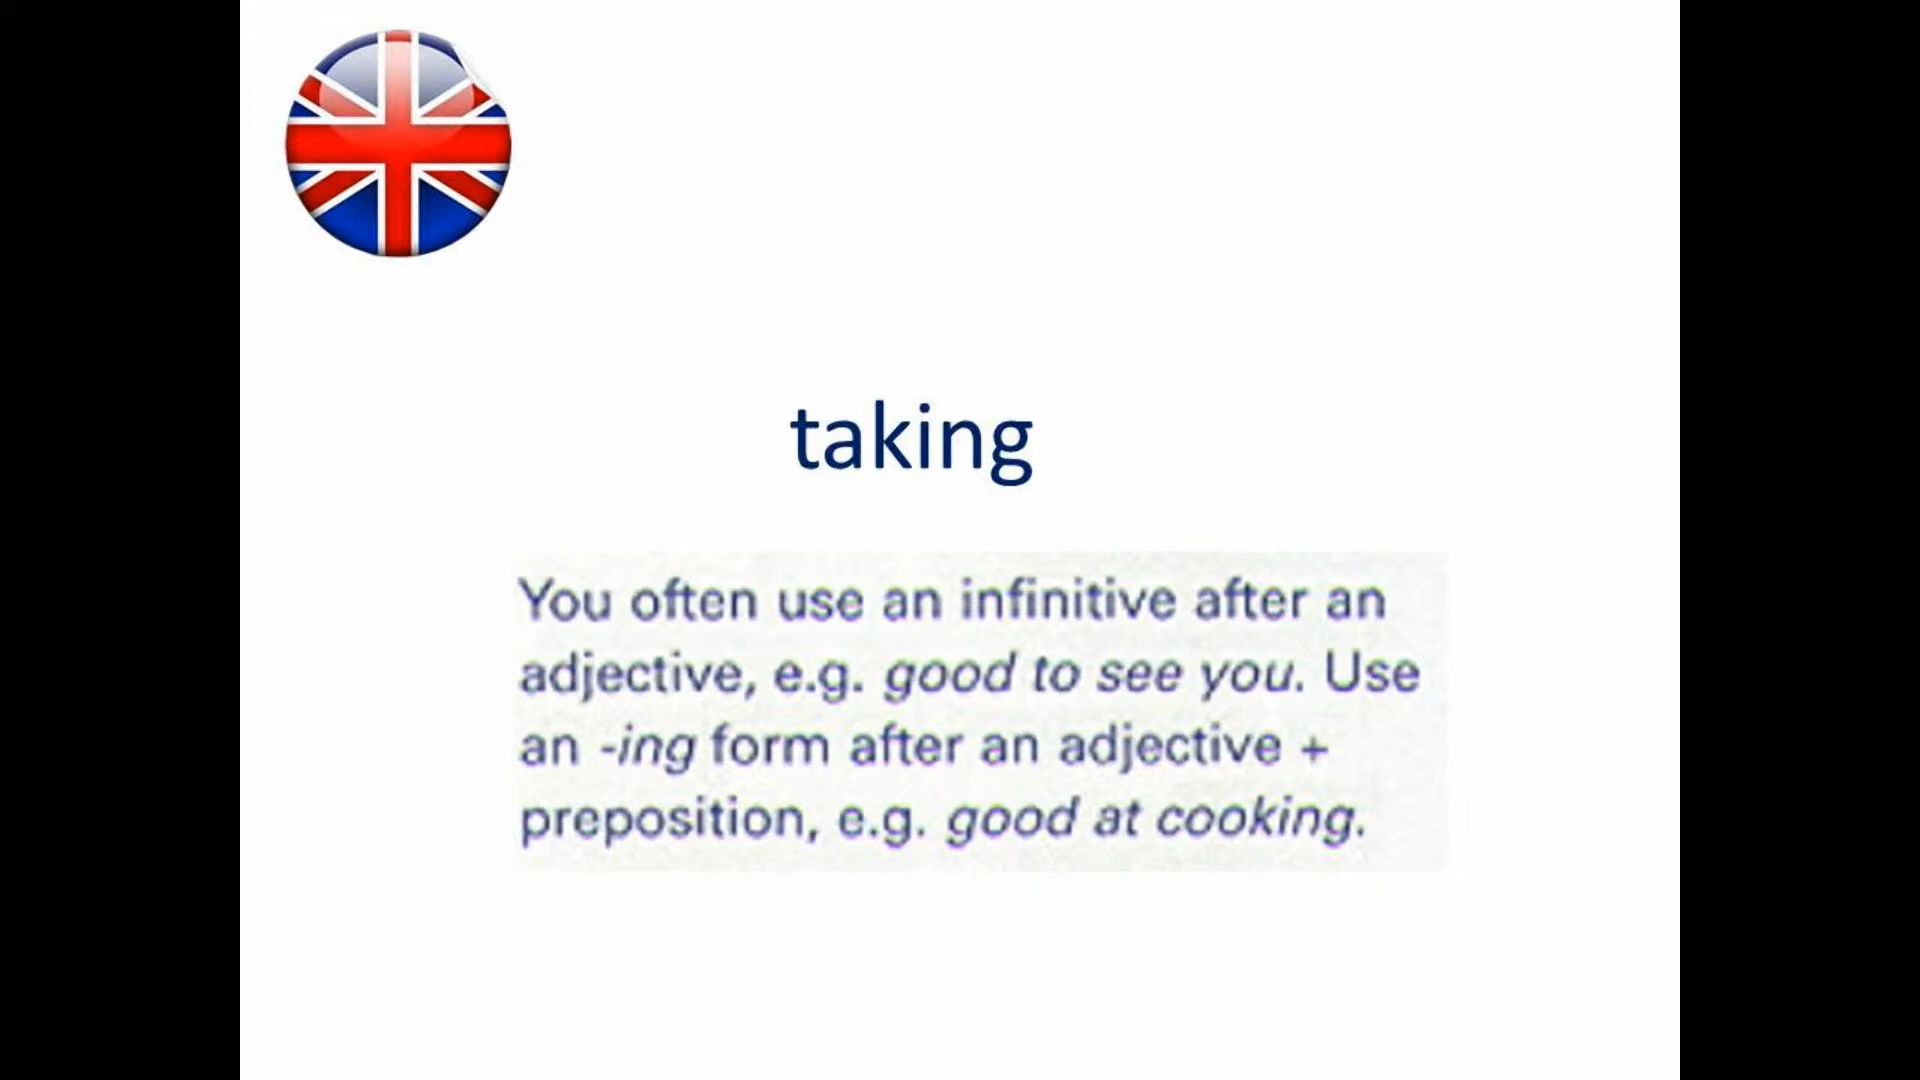 taking
You often use an infinitive after an
adjective, e.g. good to see you. Use
an -ing form after an adjective +
preposition, e.g. good at cooking.